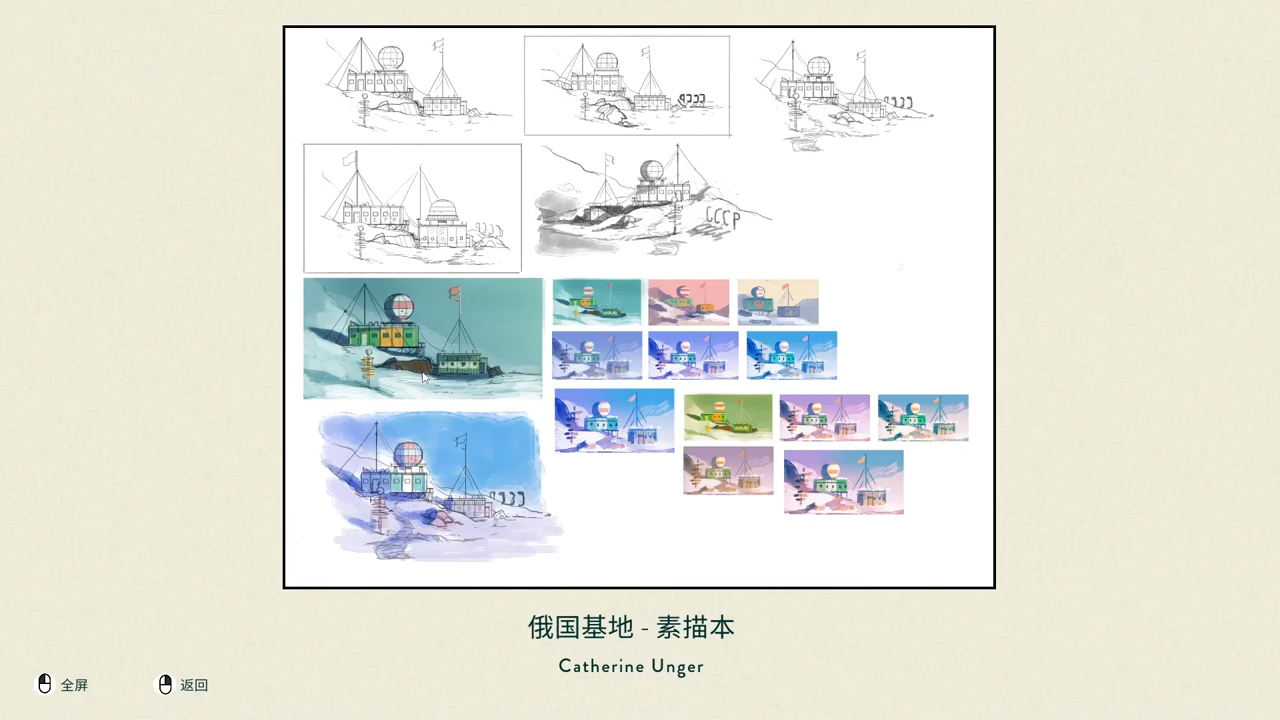 CCCP
俄国基地 - 素描本
Catherine Unger
全屏
返回